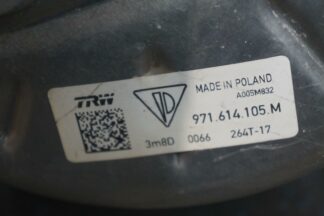 MADE IN POLAND
TRW
A005M832
971.614.105.M
3m8D 0066 264T-17